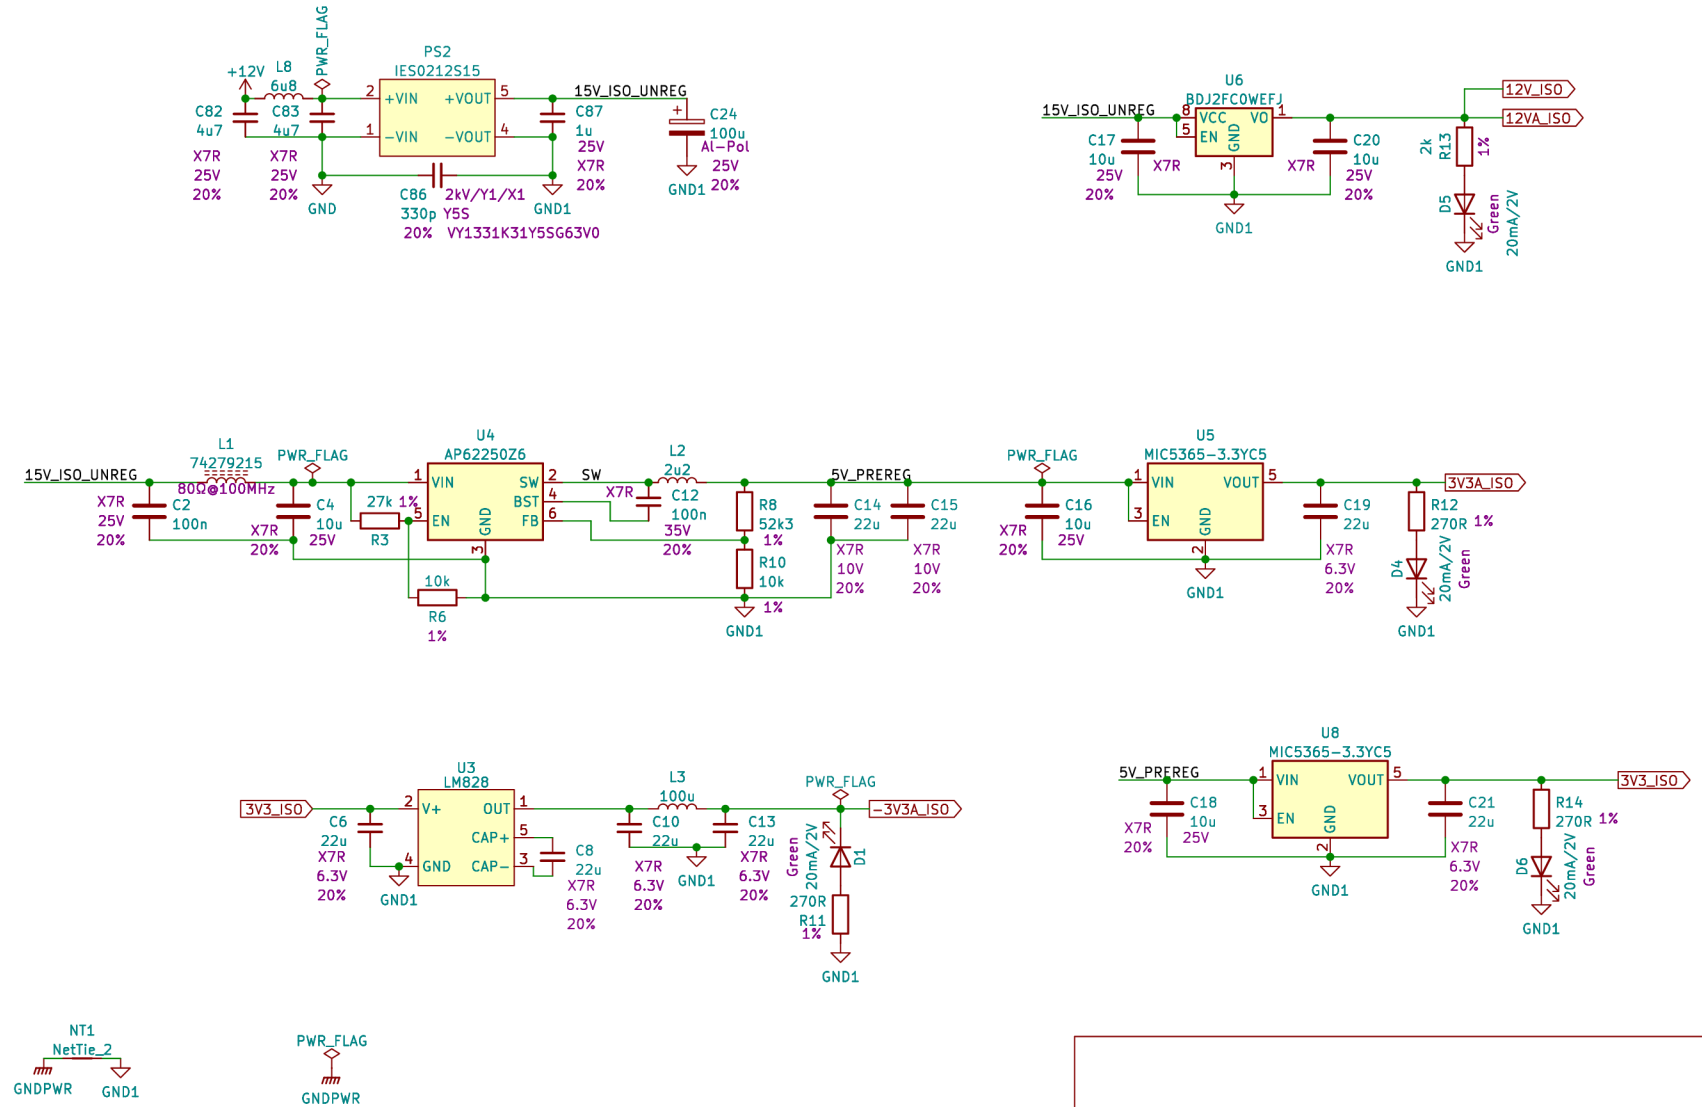 PWR_FLAG
+12V
L8
6u8
C82
4u7
X7R
25V
20%
C83
4u7
X7R
25V
20%
GND
PS2
IES0212S15
2
+VIN
+VOUT
5
1
-VIN
-VOUT
4
C86
330p
2kV/Y1/X1
Y5S
20%
VY1331K31Y5SG63V0
15V_ISO_UNREG
C87
1u
25V
X7R
20%
GND1
+
C24
100u
Al-Pol
25V
20%
GND1
15V_ISO_UNREG
C17
10u
25V
20%
X7R
U6
BDJ2FC0WEFJ
8
VCC
VO
1
5
EN
GND
3
GND1
X7R
C20
10u
25V
20%
12V_ISO
12VA_ISO
2k
R13
1%
D5
Green
20mA/2V
GND1
15V_ISO_UNREG
L1
74279215
80Ω@100MHz
X7R
25V
20%
C2
100n
PWR_FLAG
C4
10u
25V
X7R
20%
27k
1%
R3
10k
R6
1%
U4
AP62250Z6
1
VIN
SW
2
BST
4
5
EN
FB
6
GND
3
SW
X7R
C12
100n
35V
20%
L2
2u2
R8
52k3
1%
R10
10k
1%
GND1
5V_PREREG
C14
22u
X7R
10V
20%
C15
22u
X7R
10V
20%
PWR_FLAG
C16
10u
25V
X7R
20%
U5
MIC5365-3.3YC5
1
VIN
VOUT
5
3
EN
GND
2
GND1
C19
22u
X7R
6.3V
20%
3V3A_ISO
R12
270R
1%
D4
20mA/2V
Green
GND1
3V3_ISO
C6
22u
X7R
6.3V
20%
U3
LM828
2
V+
OUT
1
CAP+
5
4
GND
CAP-
3
GND1
C8
22u
X7R
6.3V
20%
L3
100u
C10
22u
X7R
6.3V
20%
GND1
C13
22u
X7R
6.3V
20%
PWR_FLAG
-3V3A_ISO
Green
20mA/2V
D1
270R
R11
1%
GND1
5V_PREREG
C18
10u
25V
X7R
20%
U8
MIC5365-3.3YC5
1
VIN
VOUT
5
3
EN
GND
2
GND1
C21
22u
X7R
6.3V
20%
3V3_ISO
R14
270R
1%
D6
20mA/2V
Green
GND1
NT1
NetTie_2
GNDPWR
GND1
PWR_FLAG
GNDPWR